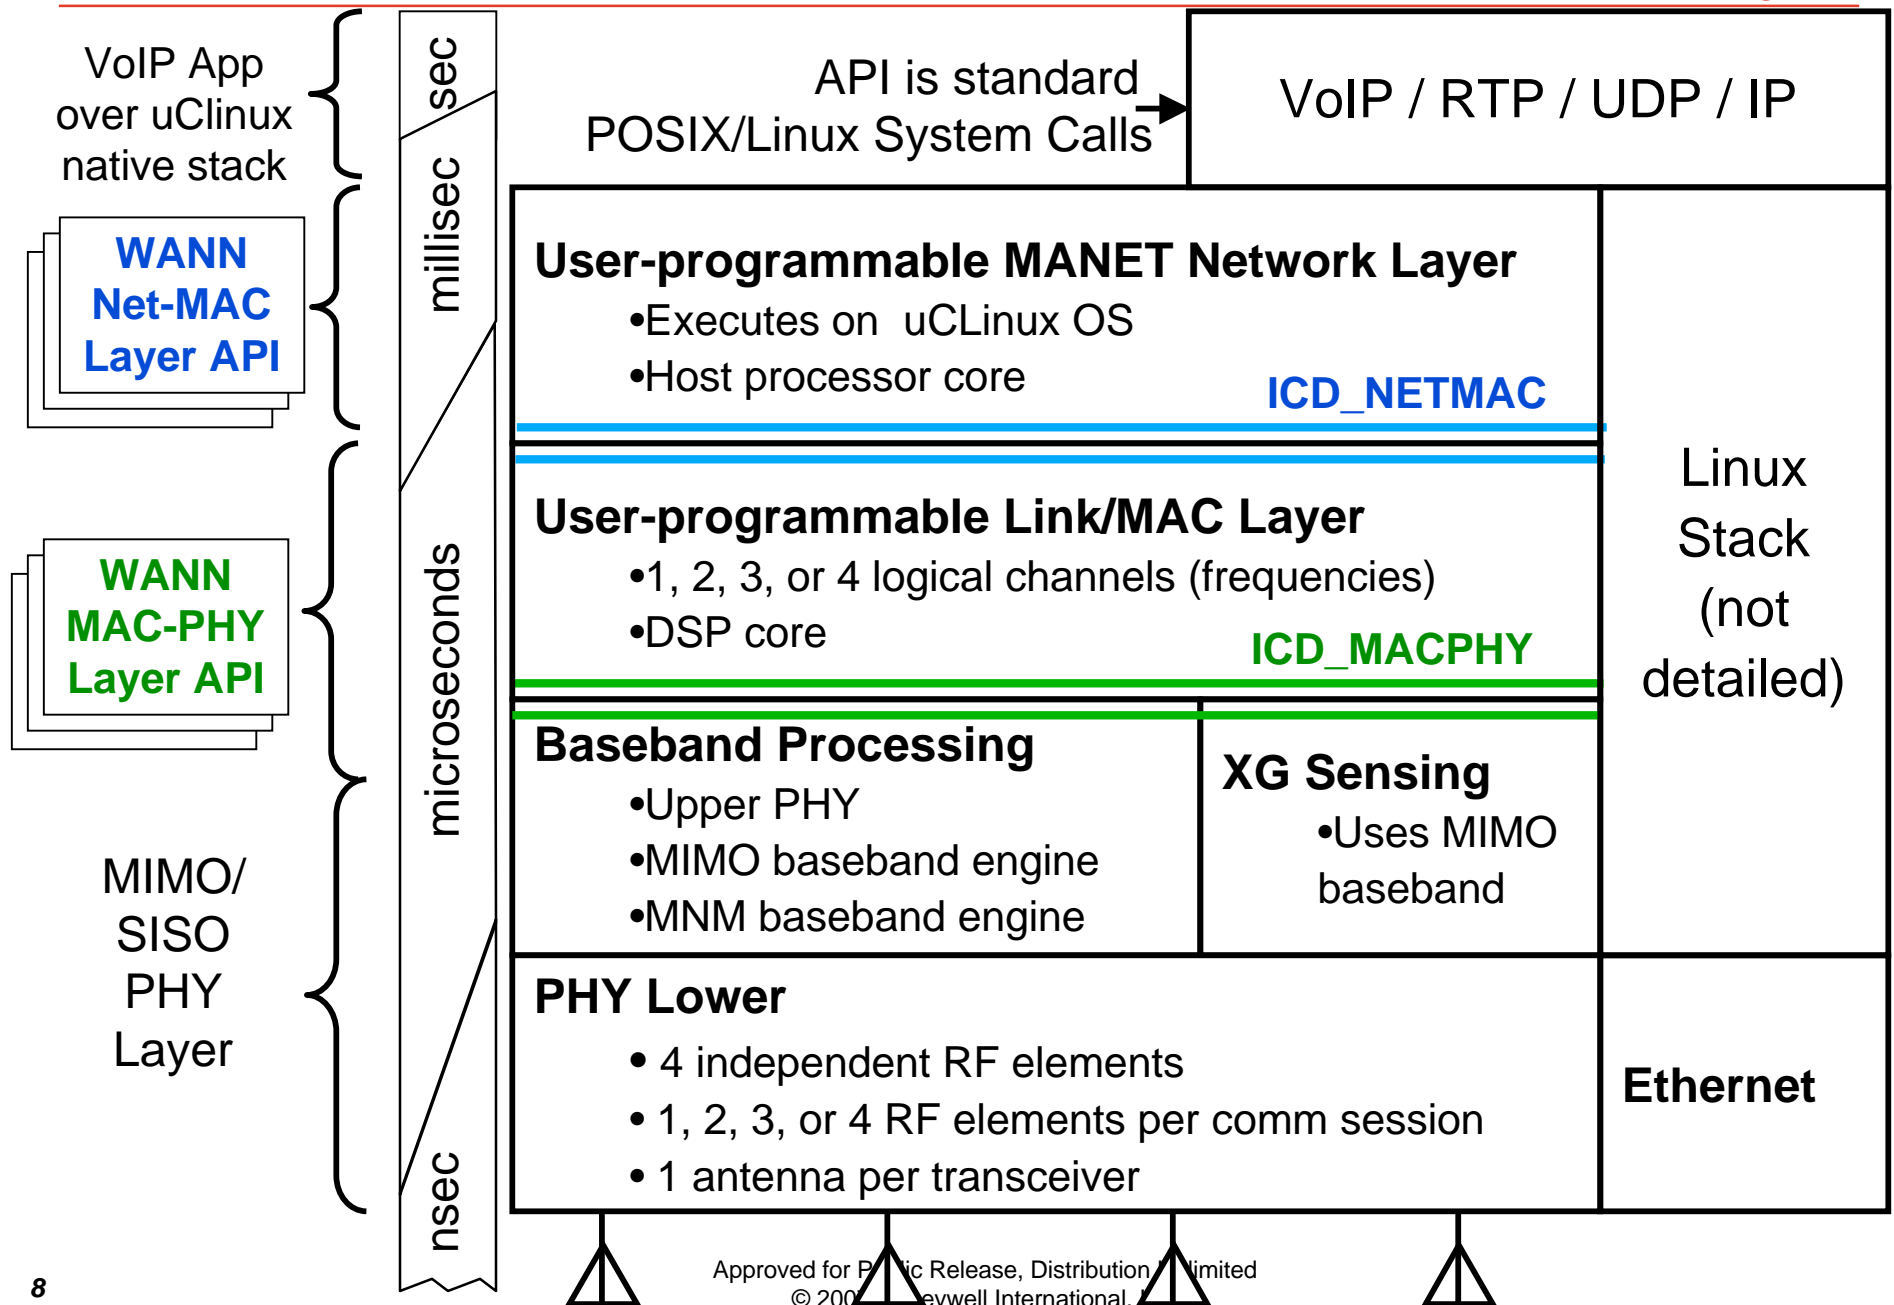 VoIP App
over uClinux
native stack
sec
API is standard
POSIX/Linux System Calls
VoIP / RTP / UDP / IP
WANN
Net-MAC
Layer API
millisec
User-programmable MANET Network Layer
•Executes on uCLinux OS
•Host processor core
ICD_NETMAC
WANN
MAC-PHY
Layer API
microseconds
User-programmable Link/MAC Layer
•1, 2, 3, or 4 logical channels (frequencies)
•DSP core
ICD_MACPHY
Linux
Stack
(not
detailed)
Baseband Processing
•Upper PHY
•MIMO baseband engine
•MNM baseband engine
XG Sensing
•Uses MIMO
baseband
MIMO/
SISO
PHY
Layer
nsec
PHY Lower
• 4 independent RF elements
• 1, 2, 3, or 4 RF elements per comm session
• 1 antenna per transceiver
Ethernet
Approved for Release, Distribution
© International,
8